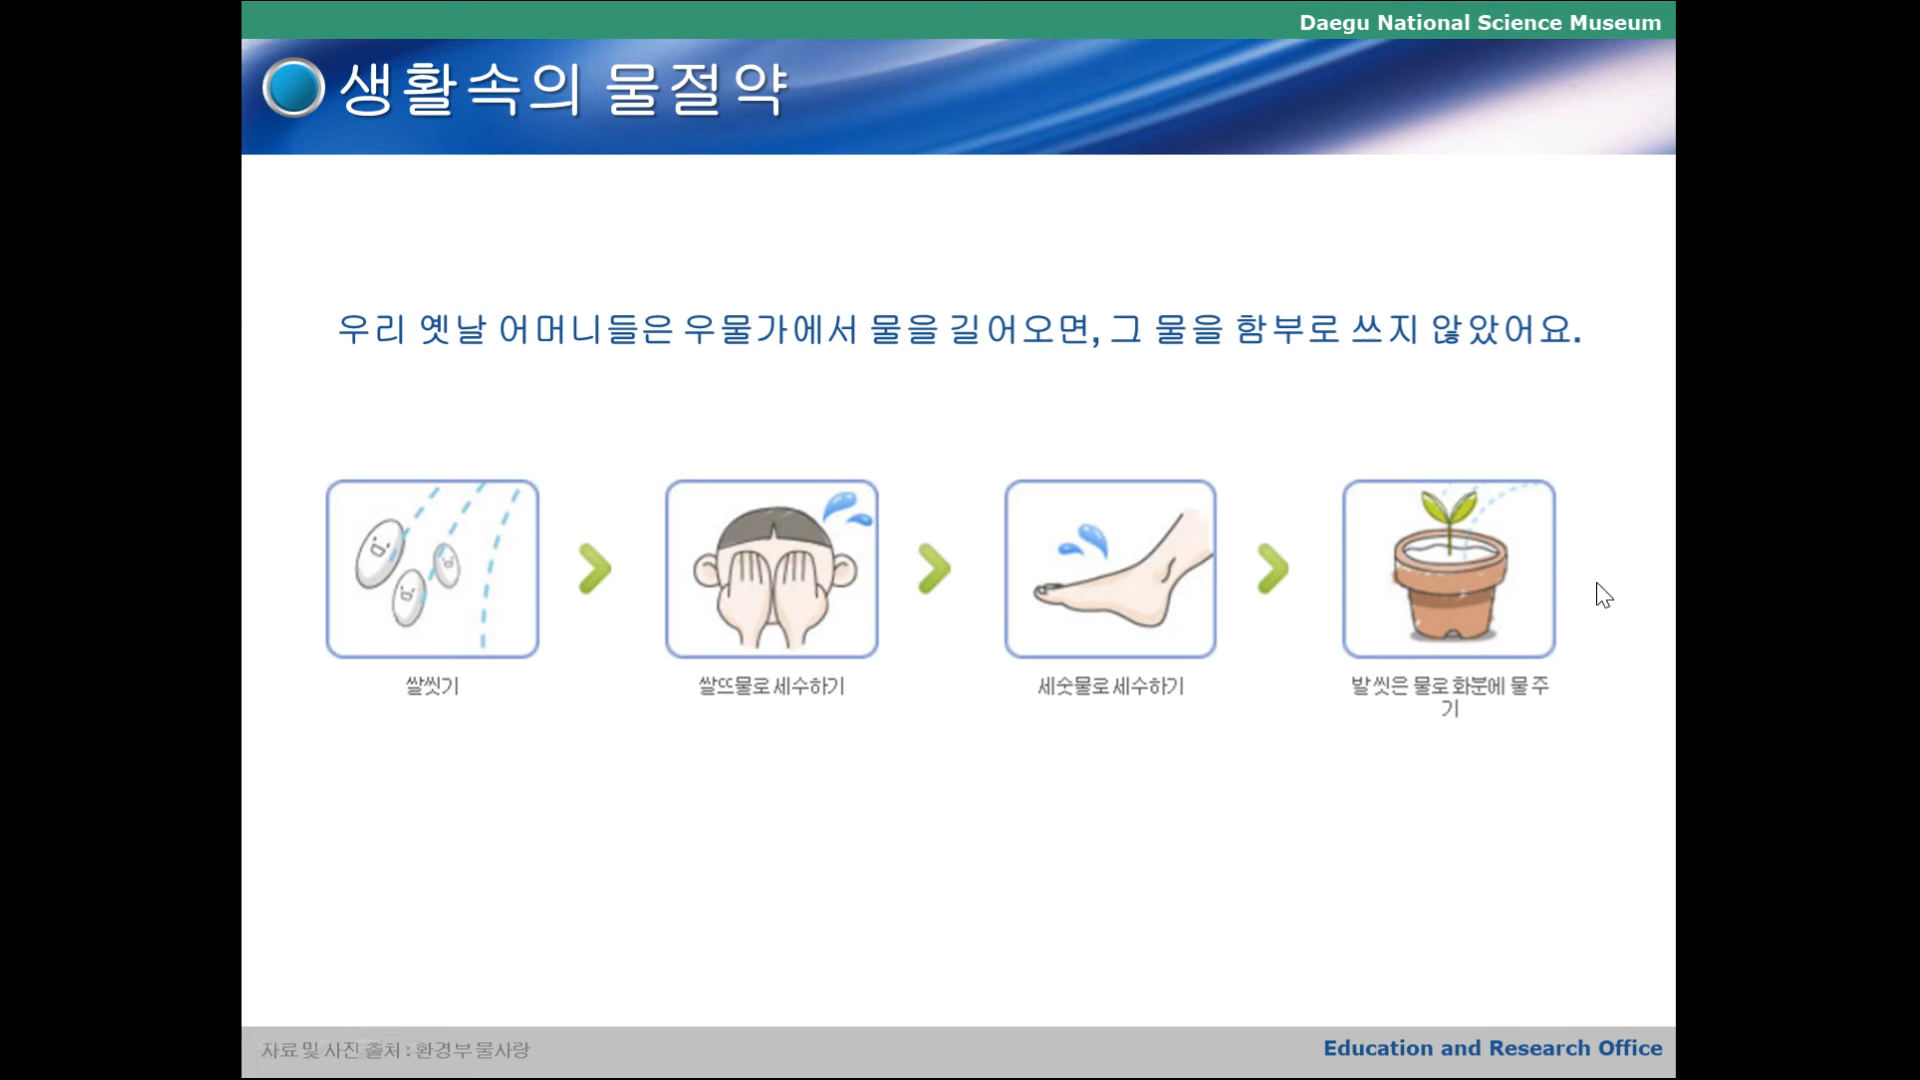 Daegu National Science Museum
생활속의 물절약
우리 옛날 어머니들은 우물가에서 물을 길어오면, 그 물을 함부로 쓰지 않았어요.
쌀씻기
쌀뜨물로 세수하기
세숫물로 세수하기
발 씻은 물로 화분에 물 주
기
자료 및 사진 출처 : 환경부 물사랑
Education and Research Office